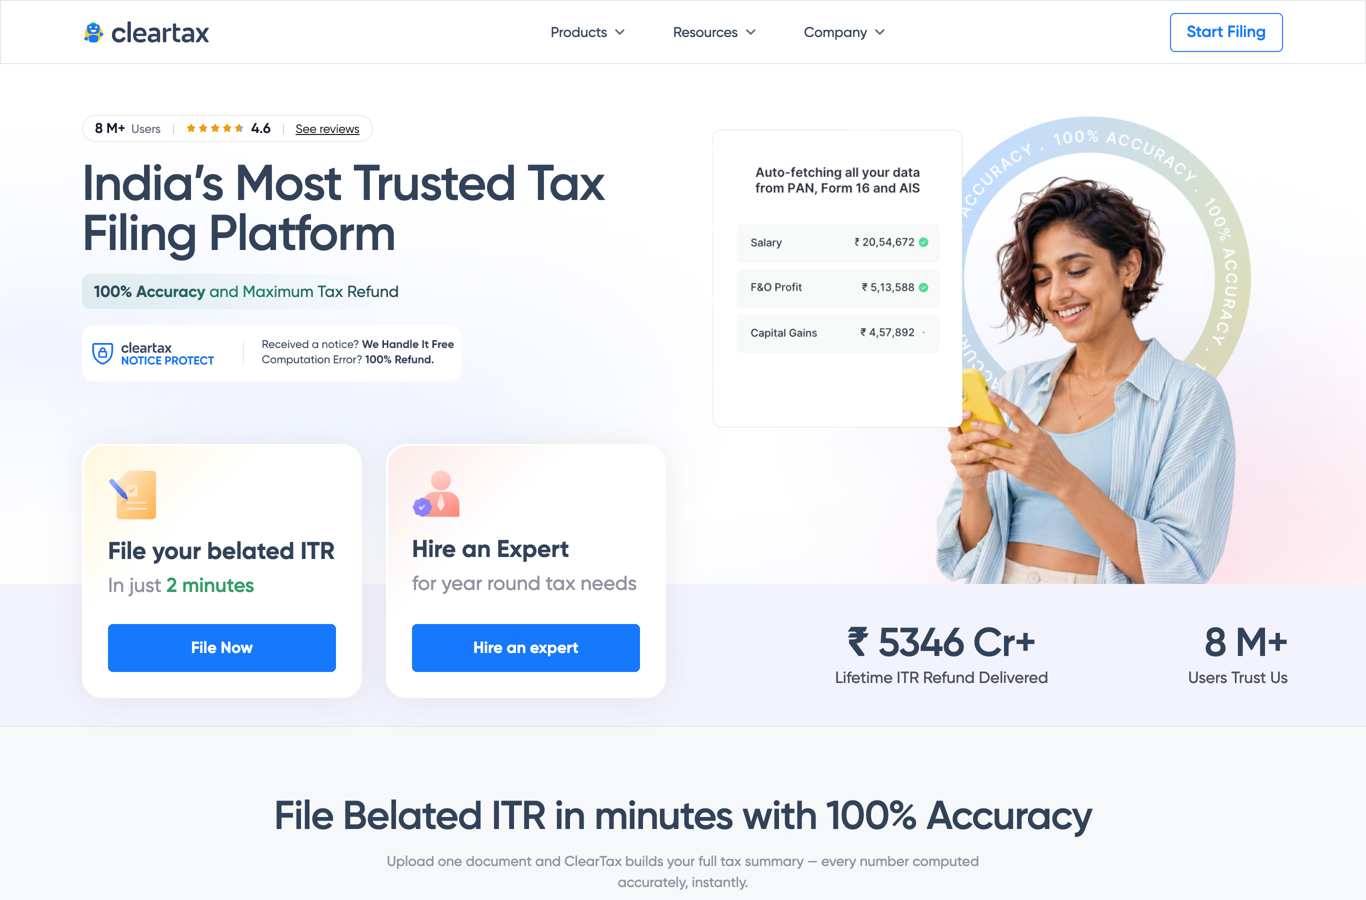 cleartax
Products
Resources
Company
Start Filing
8 M+ Users
4.6
See reviews
India's Most Trusted Tax
Filing Platform
100% Accuracy and Maximum Tax Refund
cleartax
NOTICE PROTECT
Received a notice? We Handle It Free
Computation Error? 100% Refund.
Auto-fetching all your data
from PAN, Form 16 and AIS
Salary ₹ 20,54,672
F&O Profit ₹ 5,13,588
Capital Gains ₹ 4,57,892
ACCURACY . 100% ACCURACY . 100% ACCURACY .
File your belated ITR
In just 2 minutes
File Now
Hire an Expert
for year round tax needs
Hire an expert
₹ 5346 Cr+
Lifetime ITR Refund Delivered
8 M+
Users Trust Us
File Belated ITR in minutes with 100% Accuracy
Upload one document and ClearTax builds your full tax summary — every number computed
accurately, instantly.